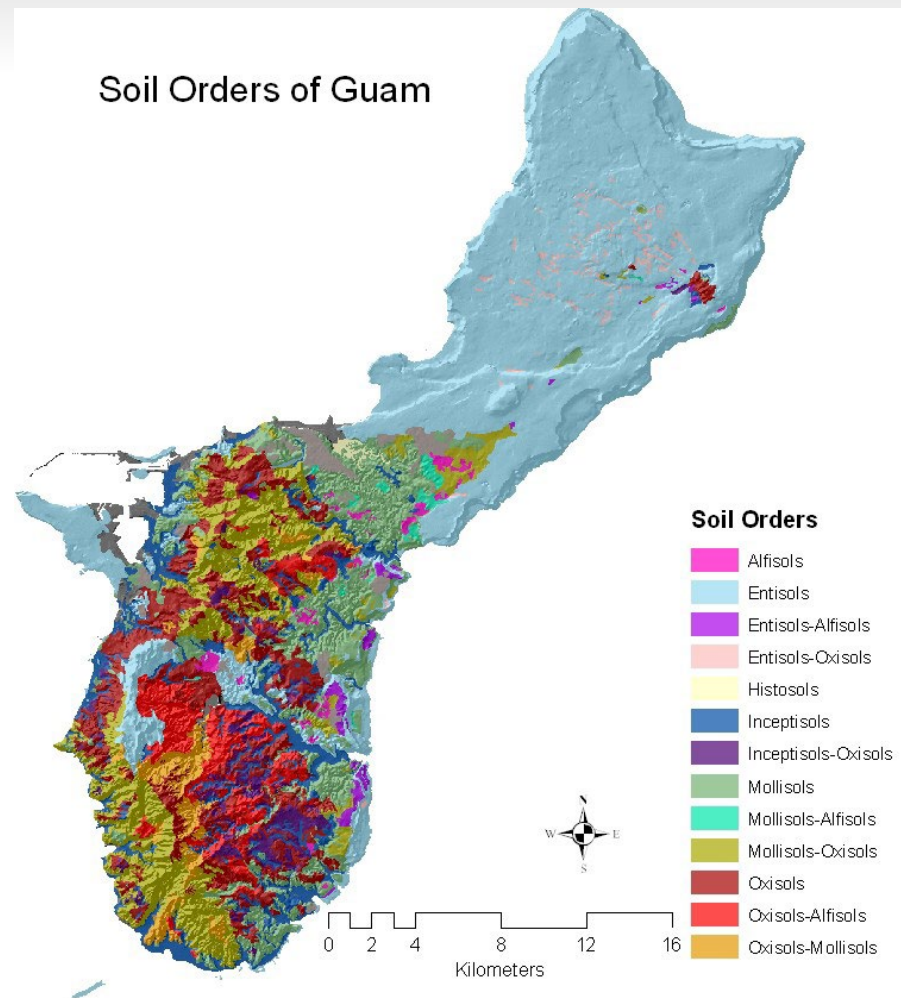 Soil Orders of Guam
Soil Orders
Alfisols
Entisols
Entisols-Alfisols
Entisols-Oxisols
Histosols
Inceptisols
Inceptisols-Oxisols
Mollisols
Mollisols-Alfisols
Mollisols-Oxisols
Oxisols
Oxisols-Alfisols
Oxisols-Mollisols
N
W E
S
0 2 4 8 12 16
Kilometers